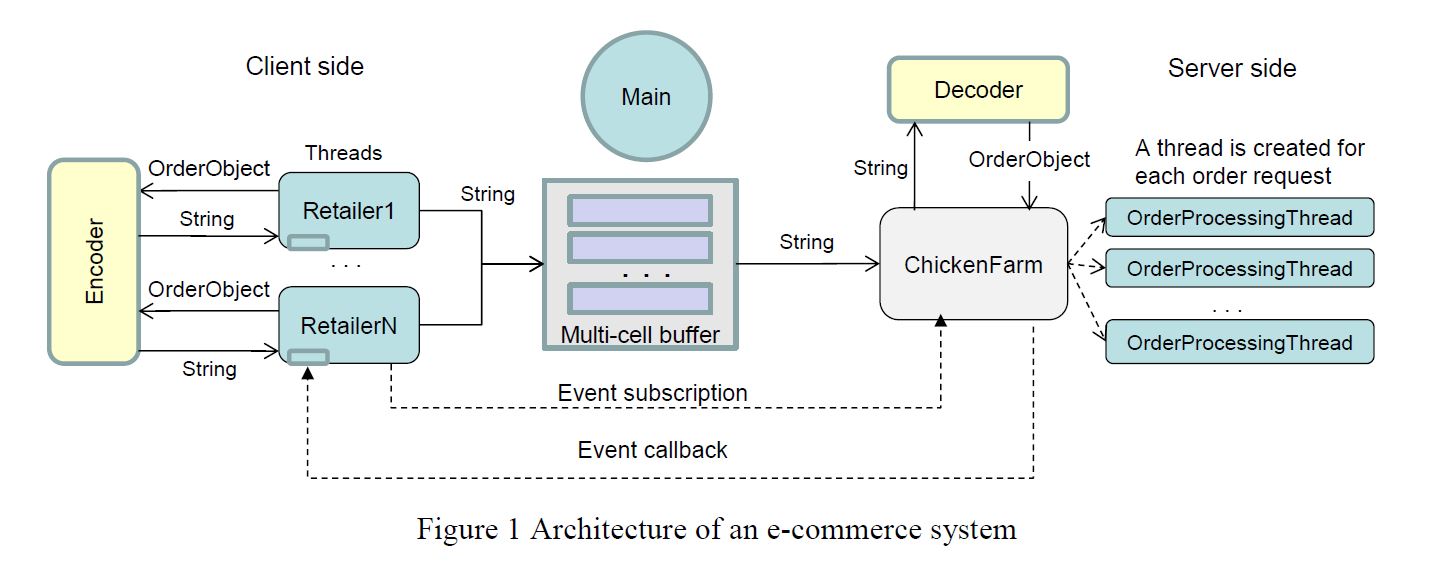 Client side
Main
Decoder
Server side
Threads
OrderObject
Retailer1
String
String
. . .
OrderObject
RetailerN
String
Encoder
. . .
Multi-cell buffer
String
String
OrderObject
ChickenFarm
A thread is created for
each order request
OrderProcessingThread
OrderProcessingThread
. . .
OrderProcessingThread
Event subscription
Event callback
Figure 1 Architecture of an e-commerce system